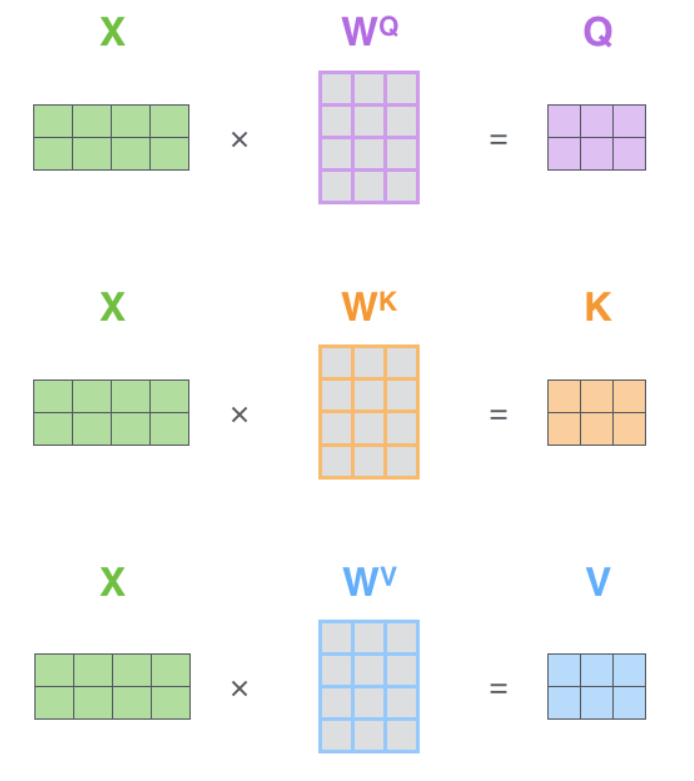 X W^Q Q
× =
X W^K K
× =
X W^V V
× =